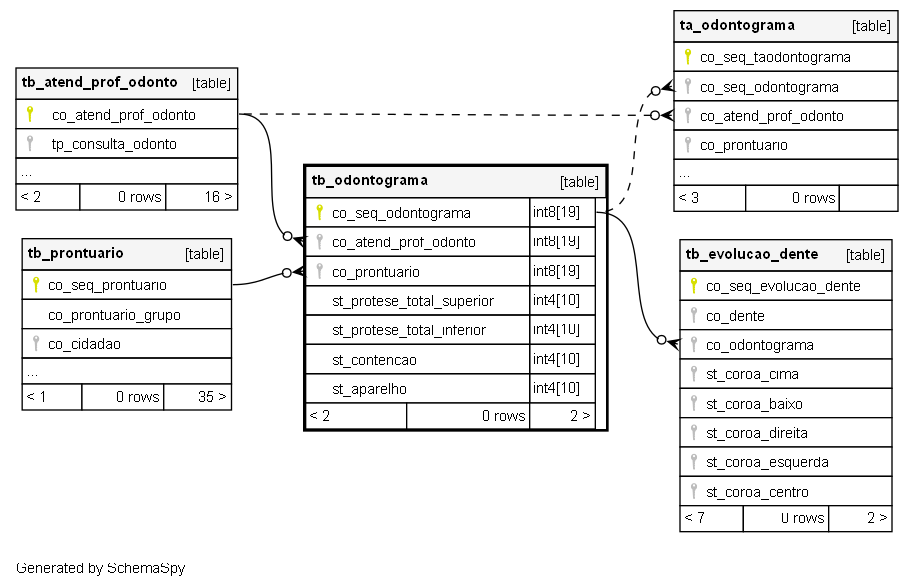 tb_atend_prof_odonto [table]
co_atend_prof_odonto
tp_consulta_odonto
...
< 2 0 rows 16 >
tb_prontuario [table]
co_seq_prontuario
co_prontuario_grupo
co_cidadao
...
< 1 0 rows 35 >
tb_odontograma [table]
co_seq_odontograma int8[19]
co_atend_prof_odonto int8[19]
co_prontuario int8[19]
st_protese_total_superior int4[10]
st_protese_total_inferior int4[10]
st_contencao int4[10]
st_aparelho int4[10]
< 2 0 rows 2 >
ta_odontograma [table]
co_seq_taodontograma
co_seq_odontograma
co_atend_prof_odonto
co_prontuario
...
< 3 0 rows
tb_evolucao_dente [table]
co_seq_evolucao_dente
co_dente
co_odontograma
st_coroa_cima
st_coroa_baixo
st_coroa_direita
st_coroa_esquerda
st_coroa_centro
< 7 0 rows 2 >
Generated by SchemaSpy